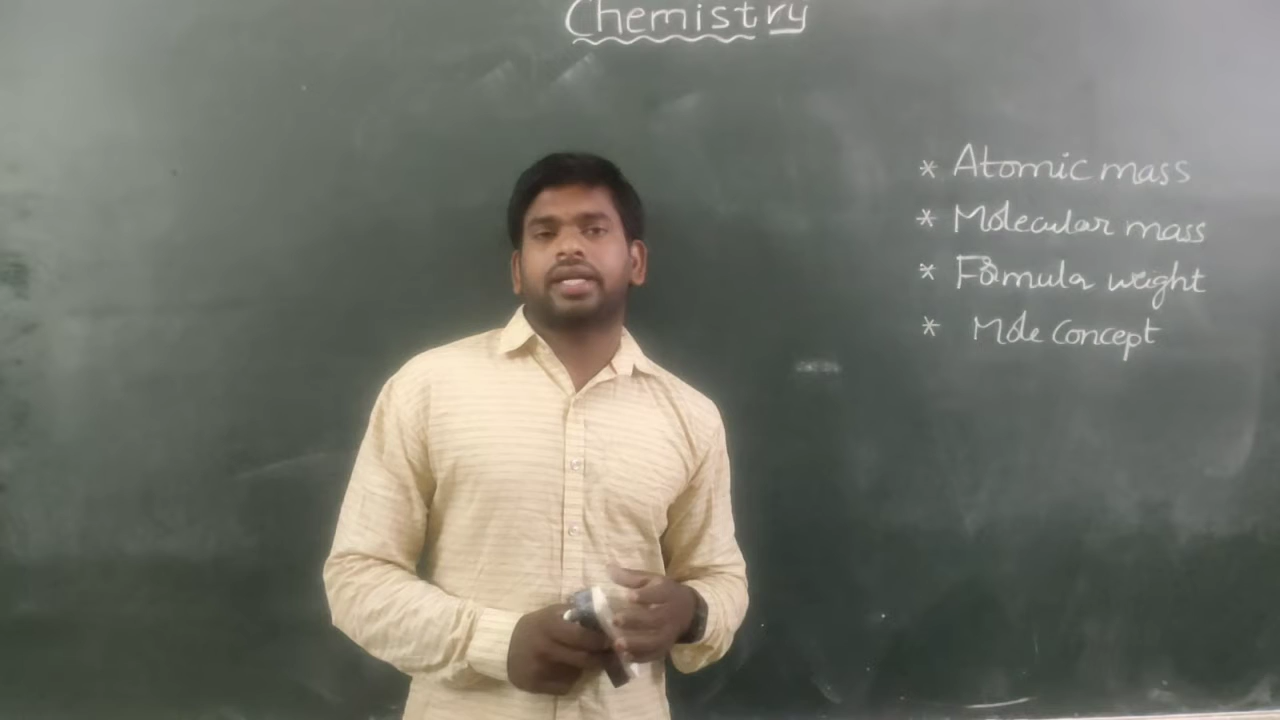 Chemistry
* Atomic mass
* Molecular mass
* Formula weight
* Mole concept